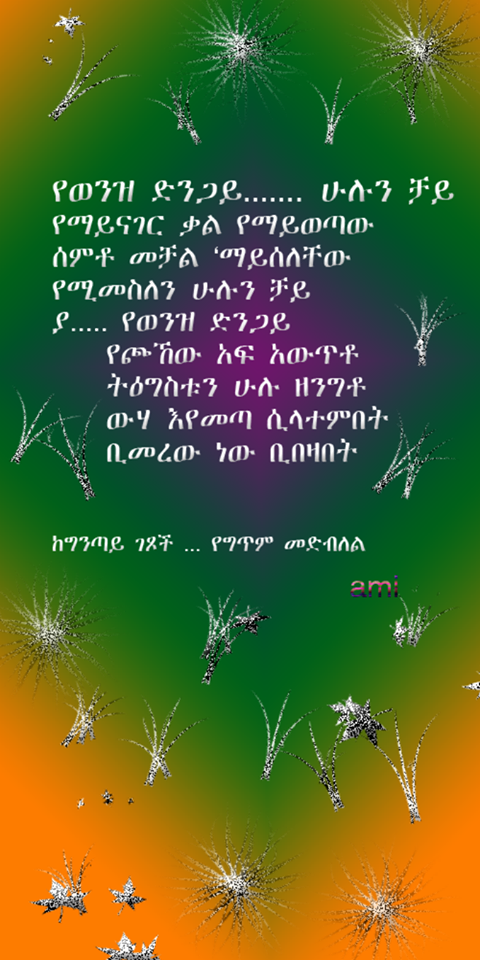 የወንዝ ድንጋይ....... ሁሉን ቻይ
የማይናገር ቃል የማይወጣው
ሰምቶ መቻል ‘ማይሰለቸው
የሚመስለን ሁሉን ቻይ
ያ..... የወንዝ ድንጋይ
የጮኸው አፍ አውጥቶ
ትዕግስቱን ሁሉ ዘንግቶ
ውሃ እየመጣ ሲላተምበት
ቢመረው ነው ቢበዛበት
ከግንጣይ ገጾች ... የግጥም መድብለል
ami